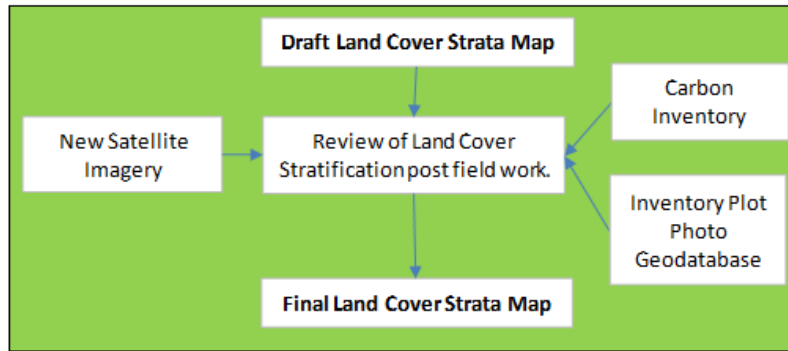 Draft Land Cover Strata Map
New Satellite
Imagery
Review of Land Cover
Stratification post field work.
Carbon
Inventory
Inventory Plot
Photo
Geodatabase
Final Land Cover Strata Map